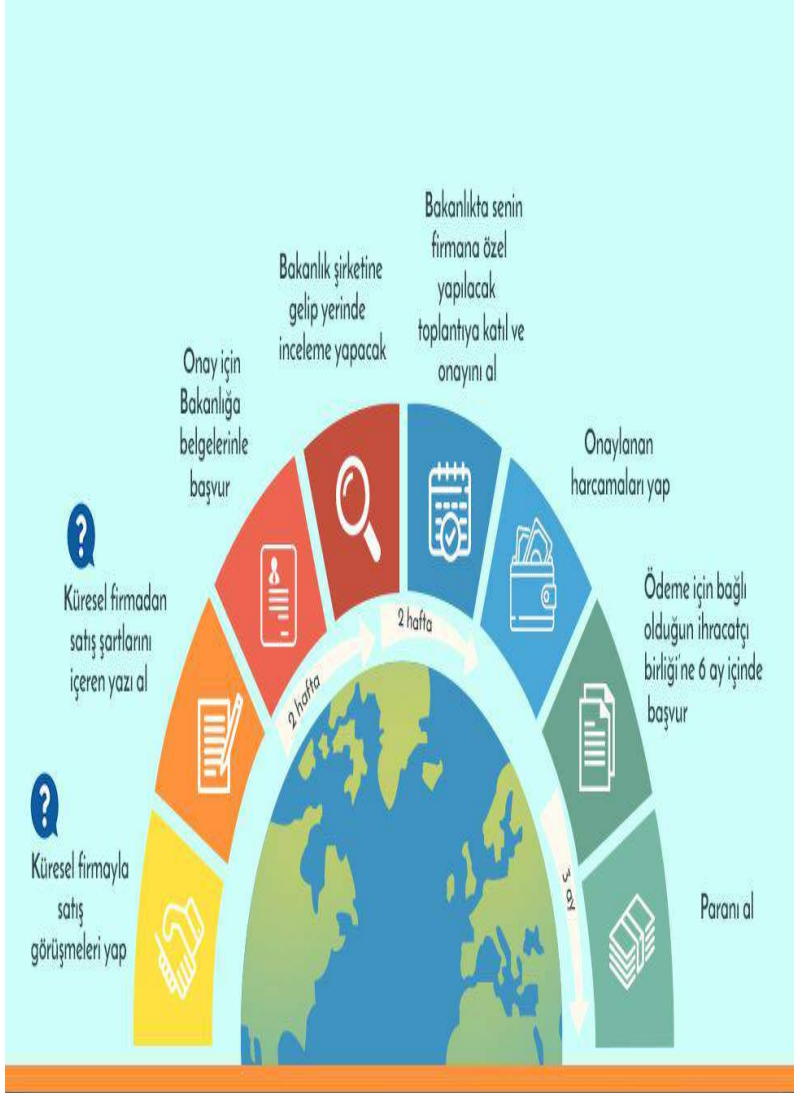 Küresel firmayla
satış
görüşmeleri yap
Küresel firmadan
satış şartlarını
içeren yazı al
Onay için
Bakanlığa
belgelerinle
başvur
Bakanlık şirketine
gelip yerinde
inceleme yapacak
Bakanlıkta senin
firmana özel
yapılacak
toplantıya katıl ve
onayını al
Onaylanan
harcamaları yap
Ödeme için bağlı
olduğun ihracatçı
birliği'ne 6 ay içinde
başvur
Paranı al
2 hafta
2 hafta
3 ay
?
?